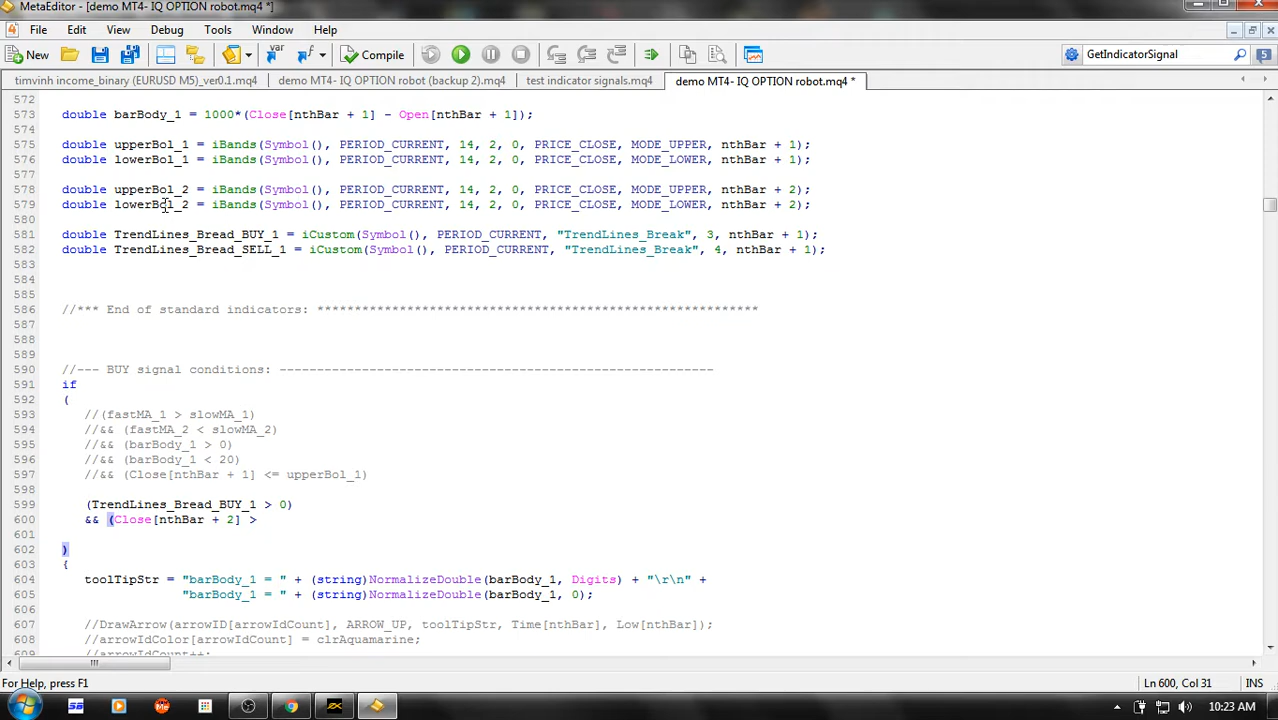 MetaEditor - [demo MT4- IQ OPTION robot.mq4 *]
File Edit View Debug Tools Window Help
New Compile GetIndicatorSignal 5
timvinh income_binary (EURUSD M5)_ver0.1.mq4 demo MT4- IQ OPTION robot (backup 2).mq4 test indicator signals.mq4 demo MT4- IQ OPTION robot.mq4 *
572
573 double barBody_1 = 1000*(Close[nthBar + 1] - Open[nthBar + 1]);
574
575 double upperBol_1 = iBands(Symbol(), PERIOD_CURRENT, 14, 2, 0, PRICE_CLOSE, MODE_UPPER, nthBar + 1);
576 double lowerBol_1 = iBands(Symbol(), PERIOD_CURRENT, 14, 2, 0, PRICE_CLOSE, MODE_LOWER, nthBar + 1);
577
578 double upperBol_2 = iBands(Symbol(), PERIOD_CURRENT, 14, 2, 0, PRICE_CLOSE, MODE_UPPER, nthBar + 2);
579 double lowerBol_2 = iBands(Symbol(), PERIOD_CURRENT, 14, 2, 0, PRICE_CLOSE, MODE_LOWER, nthBar + 2);
580
581 double TrendLines_Bread_BUY_1 = iCustom(Symbol(), PERIOD_CURRENT, "TrendLines_Break", 3, nthBar + 1);
582 double TrendLines_Bread_SELL_1 = iCustom(Symbol(), PERIOD_CURRENT, "TrendLines_Break", 4, nthBar + 1);
583
584
585
586 //*** End of standard indicators: ***********************************************************
587
588
589
590 //--- BUY signal conditions: ----------------------------------------------------------
591 if
592 (
593 //(fastMA_1 > slowMA_1)
594 //&& (fastMA_2 < slowMA_2)
595 //&& (barBody_1 > 0)
596 //&& (barBody_1 < 20)
597 //&& (Close[nthBar + 1] <= upperBol_1)
598
599 (TrendLines_Bread_BUY_1 > 0)
600 && (Close[nthBar + 2] >
601
602 )
603 {
604 toolTipStr = "barBody_1 = " + (string)NormalizeDouble(barBody_1, Digits) + "\r\n" +
605 "barBody_1 = " + (string)NormalizeDouble(barBody_1, 0);
606
607 //DrawArrow(arrowID[arrowIdCount], ARROW_UP, toolTipStr, Time[nthBar], Low[nthBar]);
608 //arrowIdColor[arrowIdCount] = clrAquamarine;
609 //arrowIdCount++;
For Help, press F1 Ln 600, Col 31 INS
10:23 AM